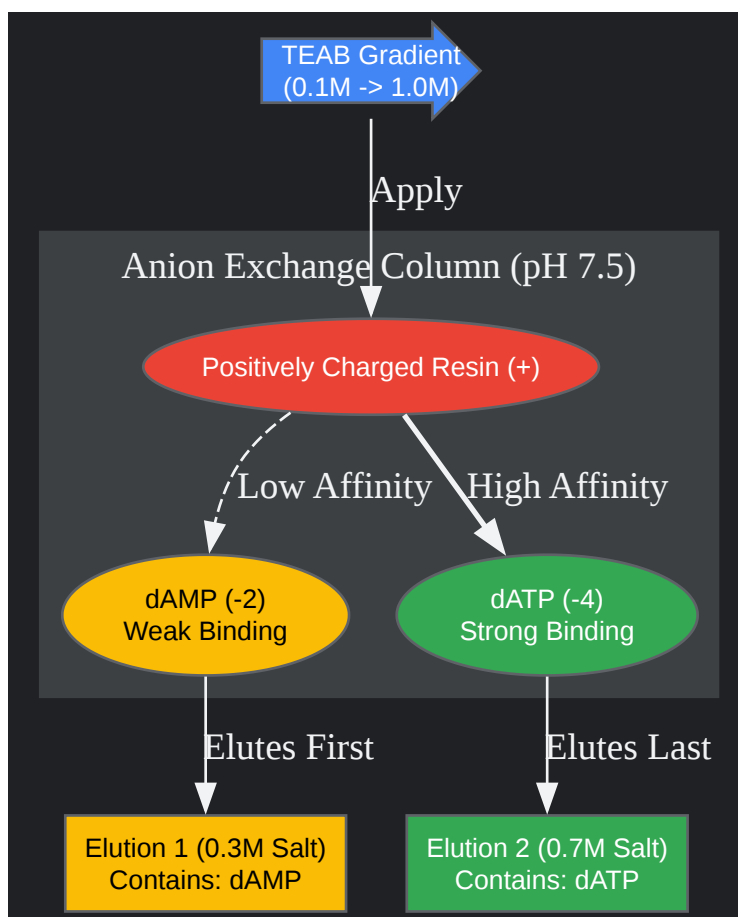 TEAB Gradient
(0.1M -> 1.0M)
Apply
Anion Exchange Column (pH 7.5)
Positively Charged Resin (+)
Low Affinity
High Affinity
dAMP (-2)
Weak Binding
dATP (-4)
Strong Binding
Elutes First
Elutes Last
Elution 1 (0.3M Salt)
Contains: dAMP
Elution 2 (0.7M Salt)
Contains: dATP